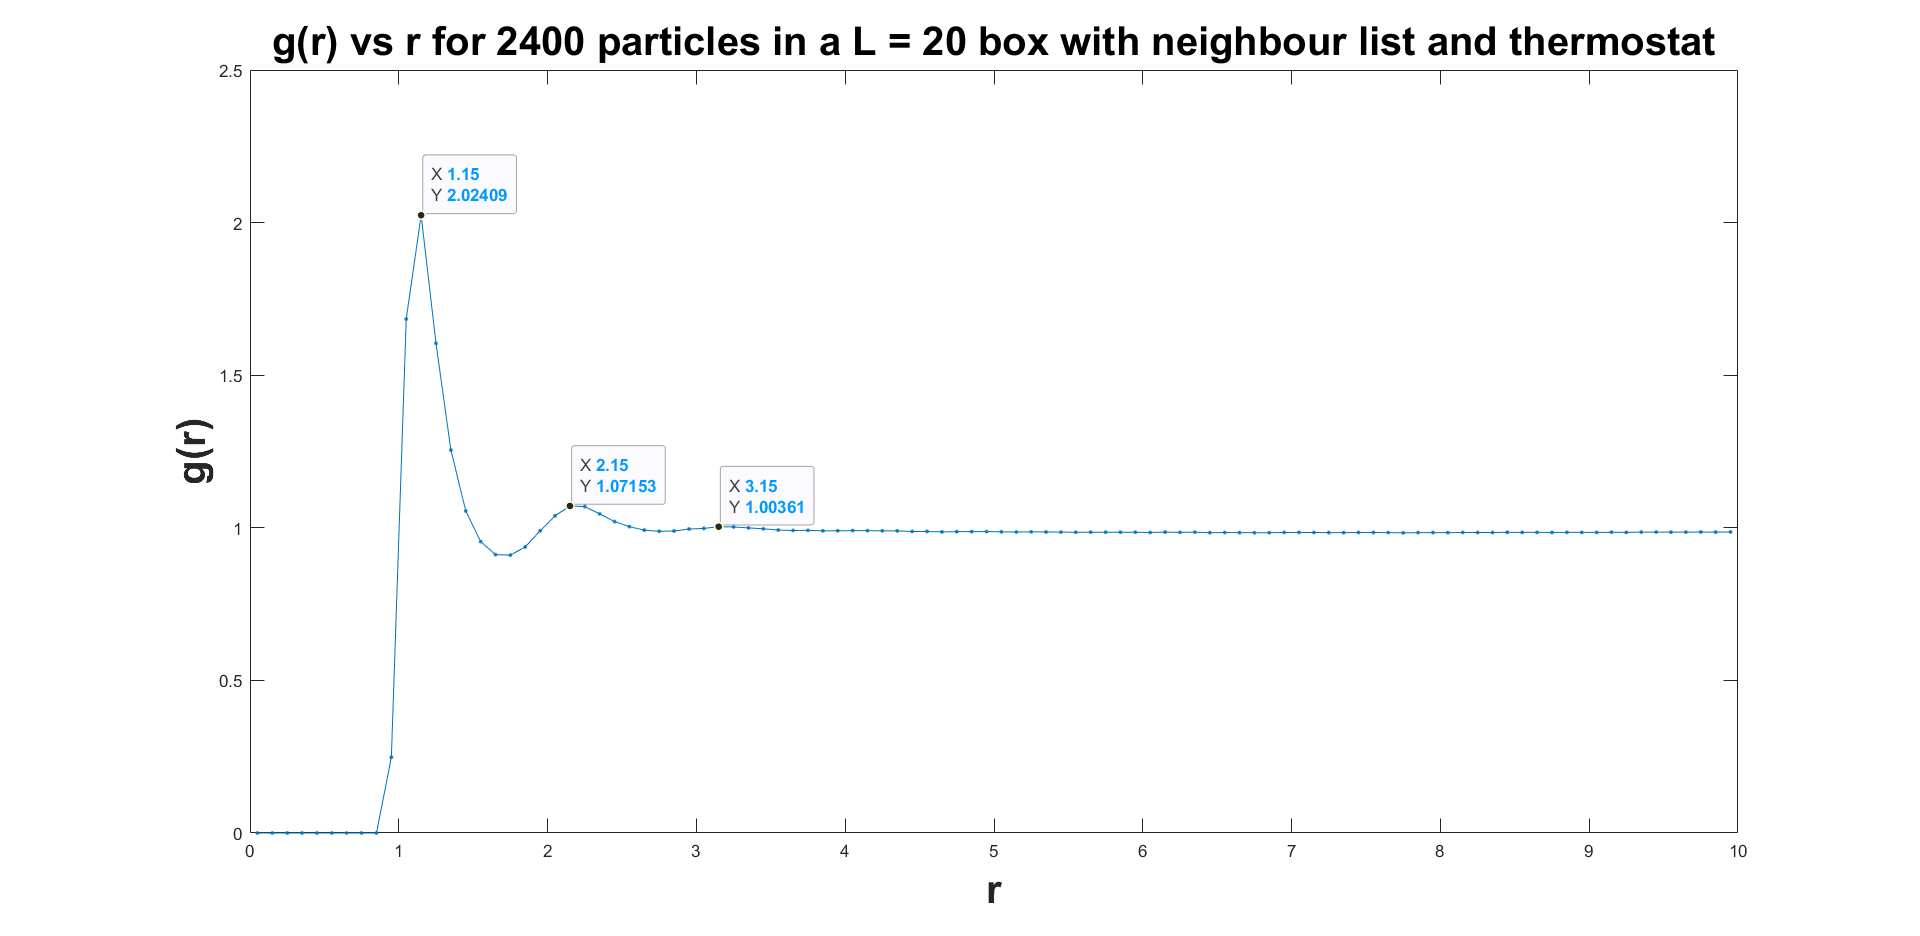 g(r) vs r for 2400 particles in a L = 20 box with neighbour list and thermostat
2.5
X 1.15
Y 2.02409
2
1.5
g(r)
X 2.15
Y 1.07153
X 3.15
Y 1.00361
1
0.5
0
0 1 2 3 4 5 6 7 8 9 10
r